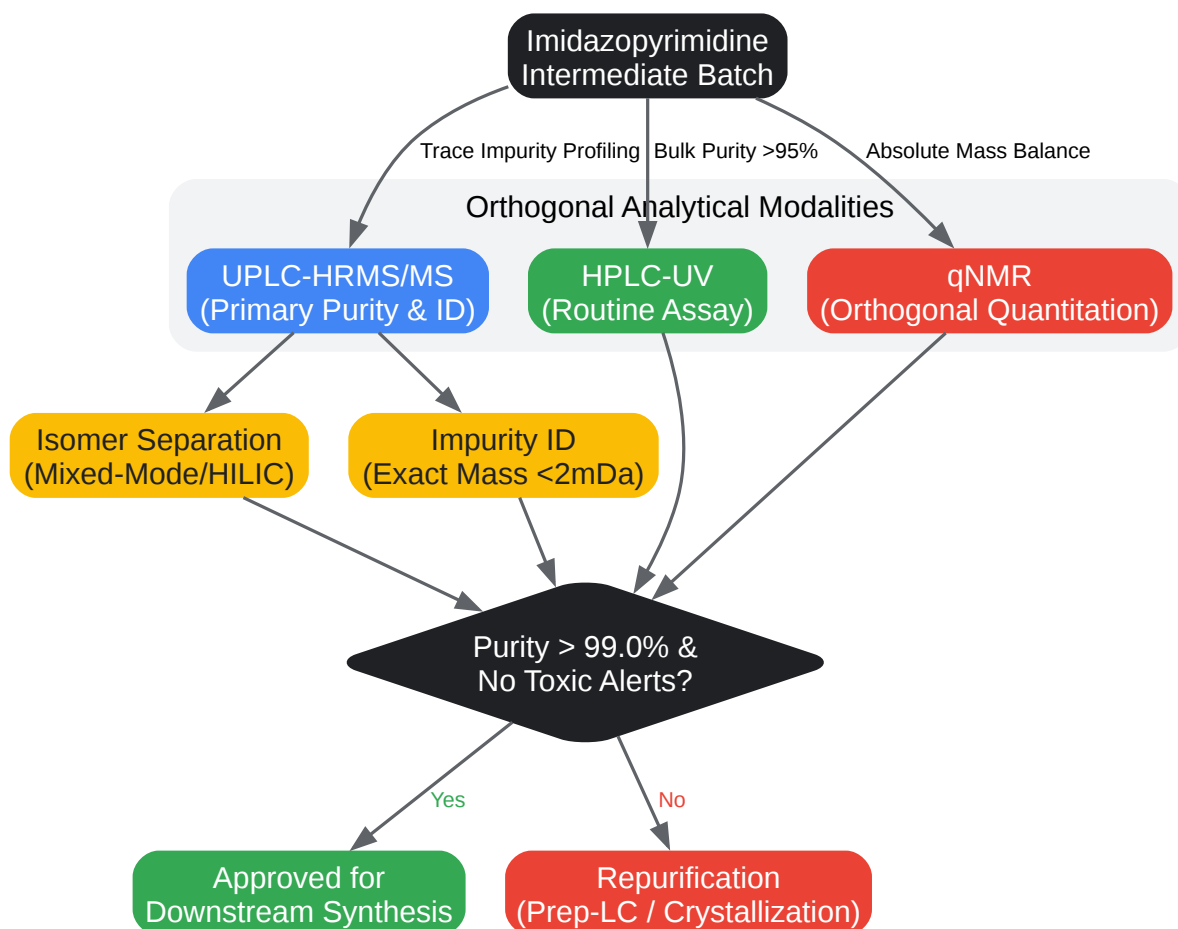 Imidazopyrimidine
Intermediate Batch
Trace Impurity Profiling
Bulk Purity >95%
Absolute Mass Balance
Orthogonal Analytical Modalities
UPLC-HRMS/MS
(Primary Purity & ID)
HPLC-UV
(Routine Assay)
qNMR
(Orthogonal Quantitation)
Isomer Separation
(Mixed-Mode/HILIC)
Impurity ID
(Exact Mass <2mDa)
Purity > 99.0% &
No Toxic Alerts?
Yes
No
Approved for
Downstream Synthesis
Repurification
(Prep-LC / Crystallization)